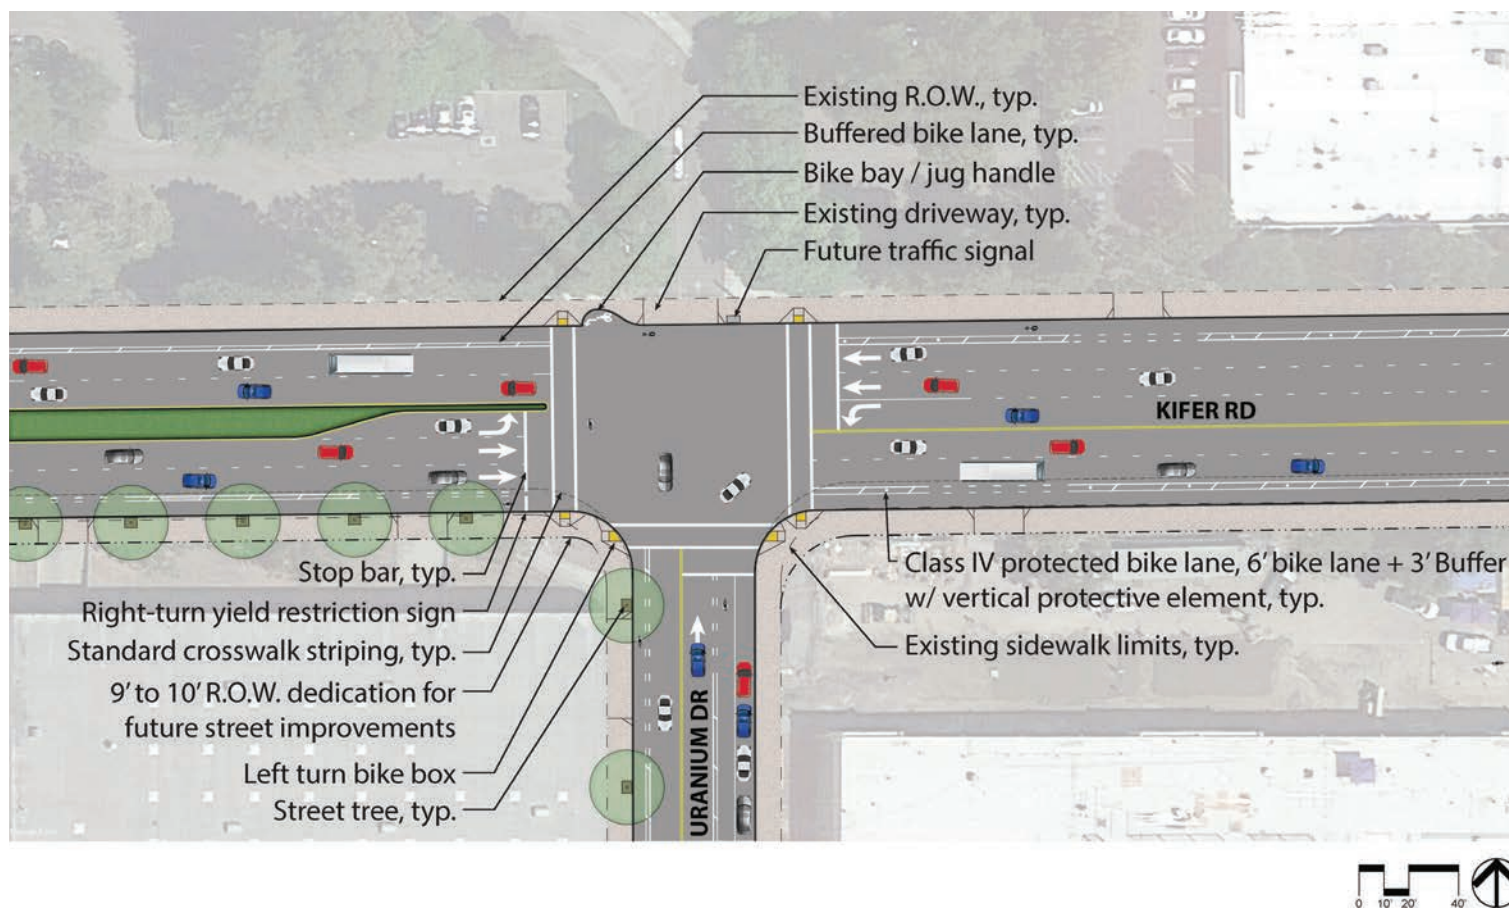 Existing R.O.W., typ.
Buffered bike lane, typ.
Bike bay / jug handle
Existing driveway, typ.
Future traffic signal
KIFER RD
Stop bar, typ.
Right-turn yield restriction sign
Standard crosswalk striping, typ.
9’ to 10’ R.O.W. dedication for
future street improvements
Left turn bike box
Street tree, typ.
Class IV protected bike lane, 6’ bike lane + 3’ Buffer
w/ vertical protective element, typ.
Existing sidewalk limits, typ.
URANIUM DR
0 10' 20' 40'